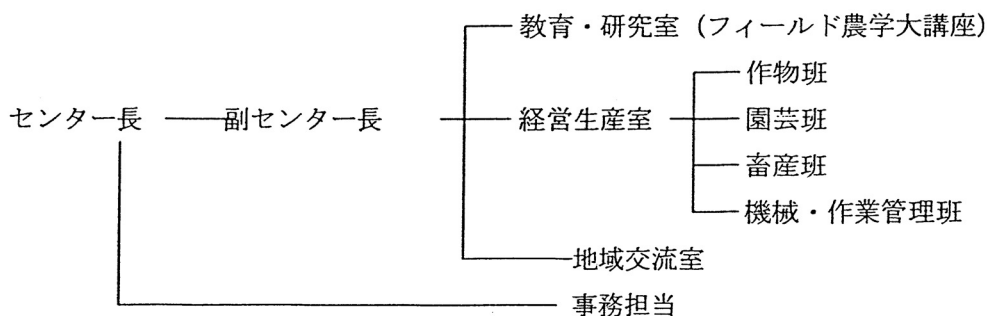 教育・研究室（フィールド農学大講座）
作物班
センター長
副センター長
経営生産室
園芸班
畜産班
機械・作業管理班
地域交流室
事務担当